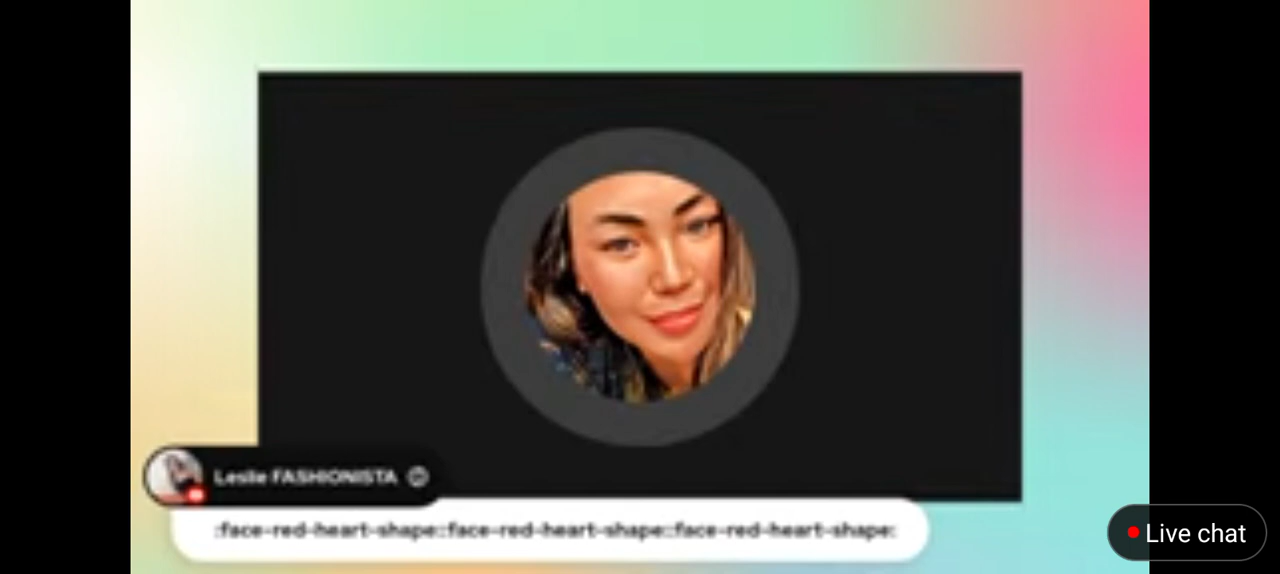 Leslie FASHIONISTA
:face-red-heart-shape::face-red-heart-shape::face-red-heart-shape:
Live chat